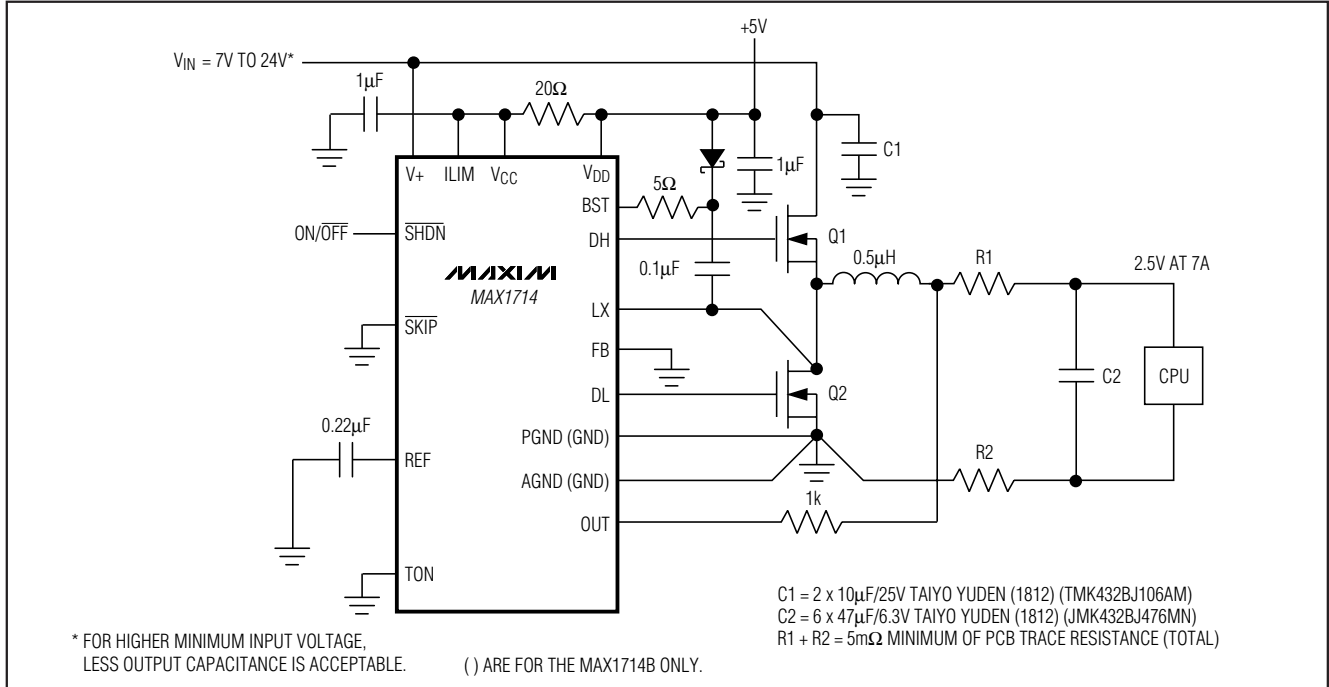 +5V
VIN = 7V TO 24V*
1μF
20Ω
C1
1μF
V+
ILIM
VCC
VDD
5Ω
BST
ON/OFF
SHDN
DH
Q1
0.5μH
R1
2.5V AT 7A
MAXIM
MAX1714
0.1μF
LX
SKIP
FB
C2
CPU
DL
Q2
0.22μF
PGND (GND)
REF
R2
AGND (GND)
1k
OUT
TON
C1 = 2 x 10μF/25V TAIYO YUDEN (1812) (TMK432BJ106AM)
C2 = 6 x 47μF/6.3V TAIYO YUDEN (1812) (JMK432BJ476MN)
R1 + R2 = 5mΩ MINIMUM OF PCB TRACE RESISTANCE (TOTAL)
* FOR HIGHER MINIMUM INPUT VOLTAGE,
LESS OUTPUT CAPACITANCE IS ACCEPTABLE.
( ) ARE FOR THE MAX1714B ONLY.